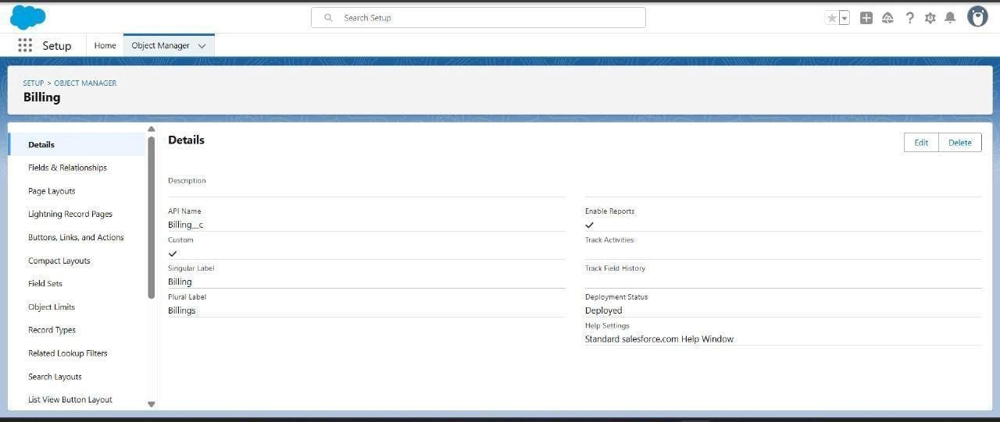 Search Setup
Setup
Home
Object Manager
SETUP > OBJECT MANAGER
Billing
Details
Fields & Relationships
Page Layouts
Lightning Record Pages
Buttons, Links, and Actions
Compact Layouts
Field Sets
Object Limits
Record Types
Related Lookup Filters
Search Layouts
List View Button Layout
Details
Edit
Delete
Description
API Name
Billing__c
Custom
Singular Label
Billing
Plural Label
Billings
Enable Reports
Track Activities
Track Field History
Deployment Status
Deployed
Help Settings
Standard salesforce.com Help Window